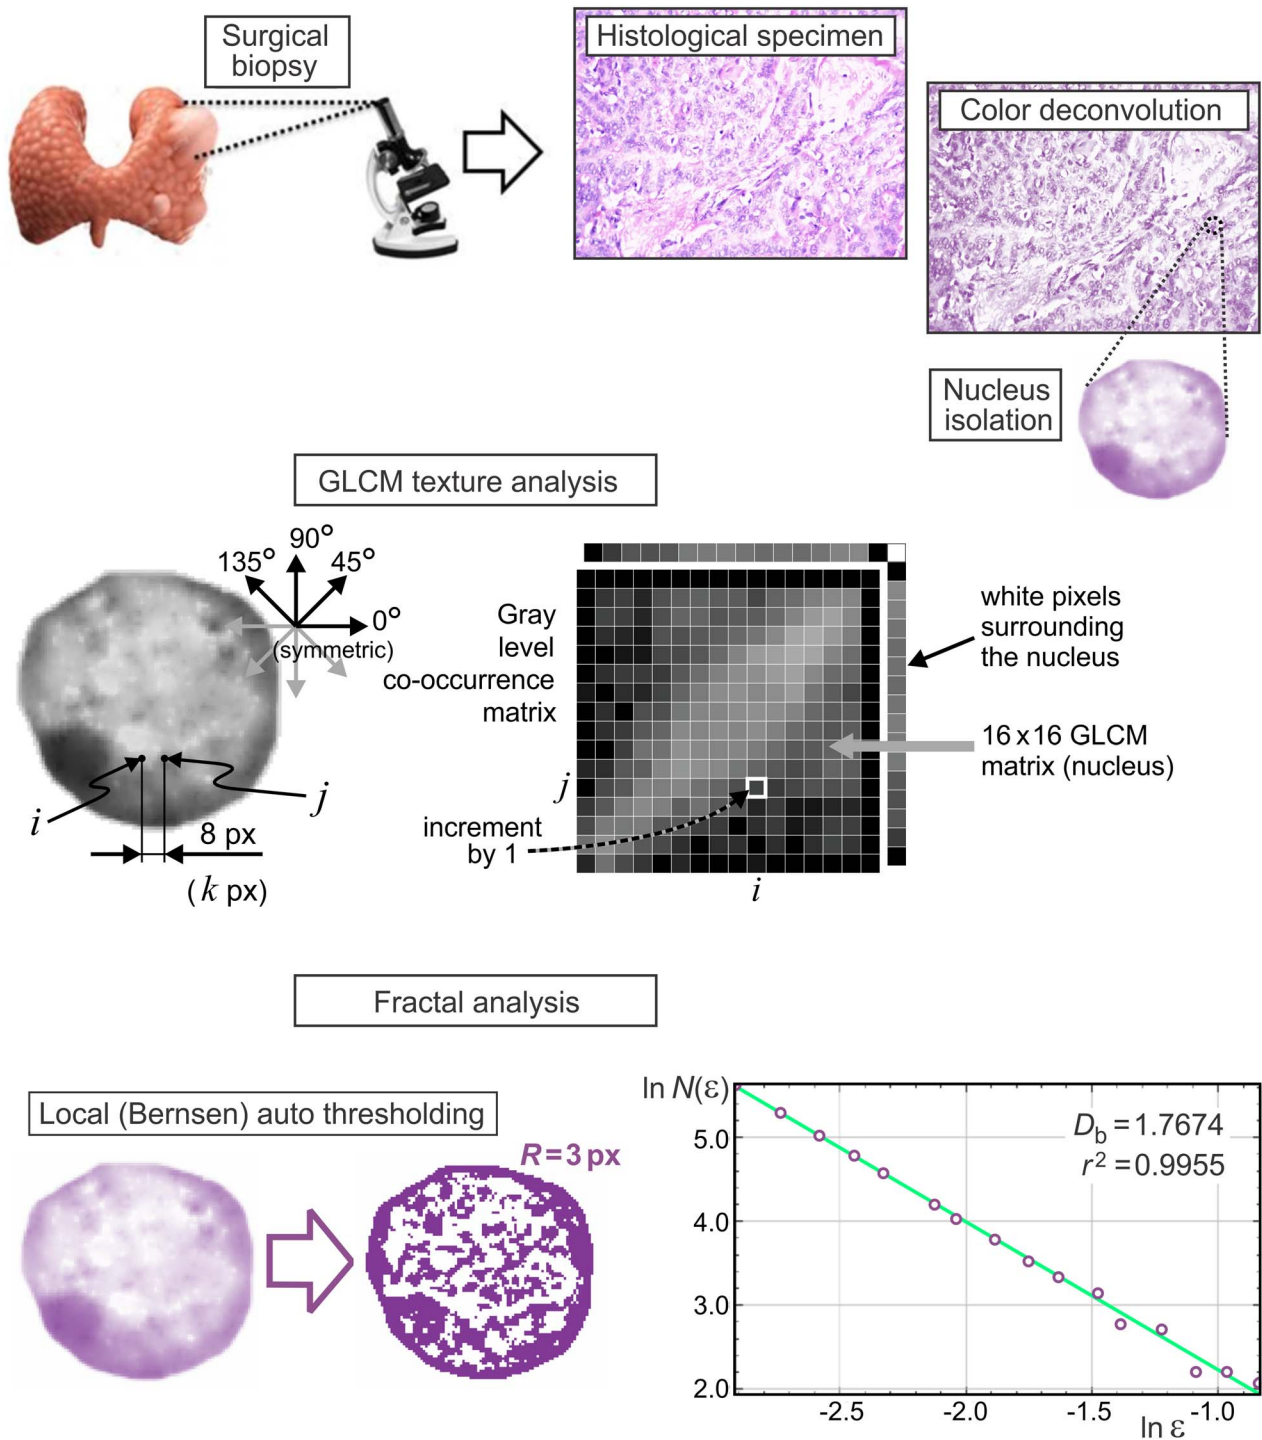 Surgical
biopsy
Histological specimen
Color deconvolution
Nucleus
isolation
GLCM texture analysis
90°
135°
45°
0°
(symmetric)
i
j
8 px
(k px)
Gray
level
co-occurrence
matrix
j
increment
by 1
i
white pixels
surrounding
the nucleus
16 x 16 GLCM
matrix (nucleus)
Fractal analysis
Local (Bernsen) auto thresholding
R = 3 px
ln N(ε)
D_b = 1.7674
r² = 0.9955
5.0
4.0
3.0
2.0
-2.5
-2.0
-1.5
-1.0
ln ε